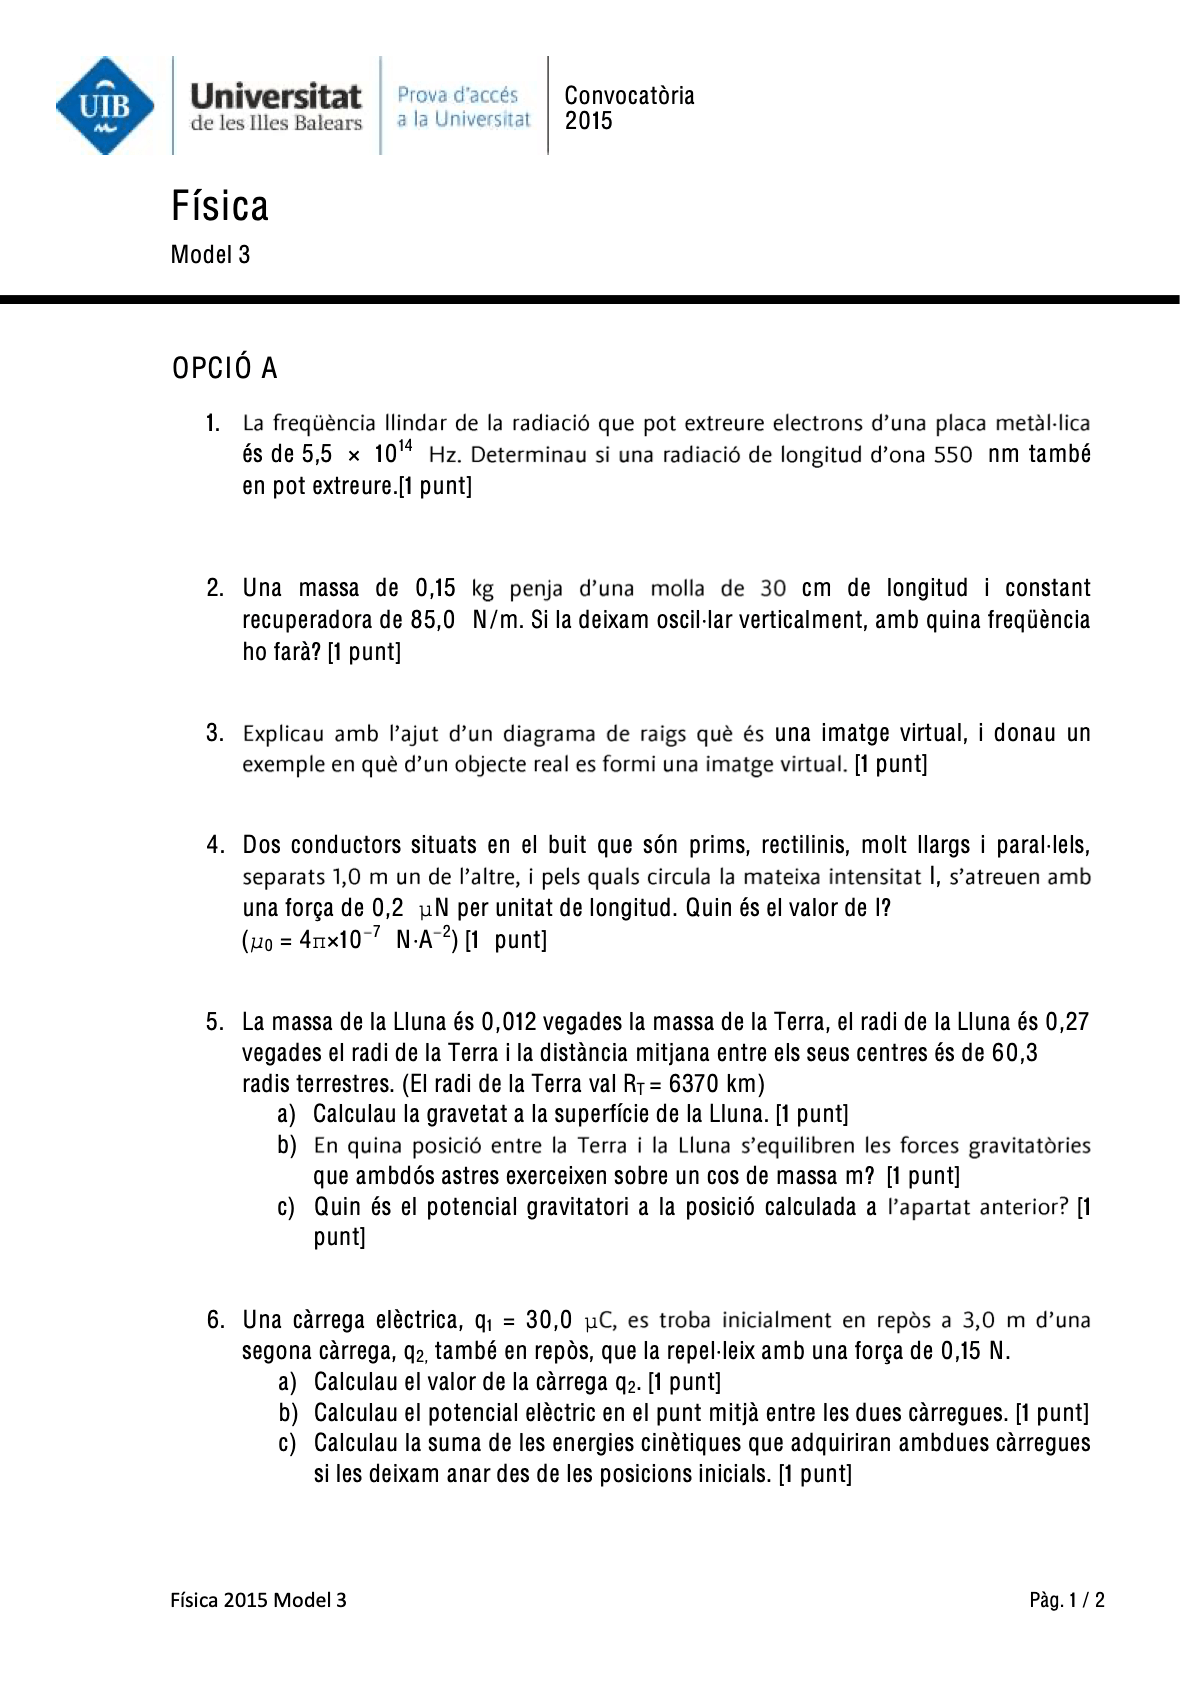 UIB
Universitat
de les Illes Balears
Prova d'accés
a la Universitat
Convocatòria
2015
Física
Model 3
OPCIÓ A
1. La freqüència llindar de la radiació que pot extreure electrons d'una placa metàl·lica
és de 5,5 × 10¹⁴ Hz. Determinau si una radiació de longitud d'ona 550 nm també
en pot extreure.[1 punt]
2. Una massa de 0,15 kg penja d'una molla de 30 cm de longitud i constant
recuperadora de 85,0 N/m. Si la deixam oscil·lar verticalment, amb quina freqüència
ho farà? [1 punt]
3. Explicau amb l'ajut d'un diagrama de raigs què és una imatge virtual, i donau un
exemple en què d'un objecte real es formi una imatge virtual. [1 punt]
4. Dos conductors situats en el buit que són prims, rectilinis, molt llargs i paral·lels,
separats 1,0 m un de l'altre, i pels quals circula la mateixa intensitat I, s'atreuen amb
una força de 0,2 μN per unitat de longitud. Quin és el valor de I?
(μ₀ = 4π×10⁻⁷ N·A⁻²) [1 punt]
5. La massa de la Lluna és 0,012 vegades la massa de la Terra, el radi de la Lluna és 0,27
vegades el radi de la Terra i la distància mitjana entre els seus centres és de 60,3
radis terrestres. (El radi de la Terra val R_T = 6370 km)
a) Calculau la gravetat a la superfície de la Lluna. [1 punt]
b) En quina posició entre la Terra i la Lluna s'equilibren les forces gravitatòries
que ambdós astres exerceixen sobre un cos de massa m? [1 punt]
c) Quin és el potencial gravitatori a la posició calculada a l'apartat anterior? [1
punt]
6. Una càrrega elèctrica, q₁ = 30,0 μC, es troba inicialment en repòs a 3,0 m d'una
segona càrrega, q₂, també en repòs, que la repel·leix amb una força de 0,15 N.
a) Calculau el valor de la càrrega q₂. [1 punt]
b) Calculau el potencial elèctric en el punt mitjà entre les dues càrregues. [1 punt]
c) Calculau la suma de les energies cinètiques que adquiriran ambdues càrregues
si les deixam anar des de les posicions inicials. [1 punt]
Física 2015 Model 3
Pàg. 1 / 2